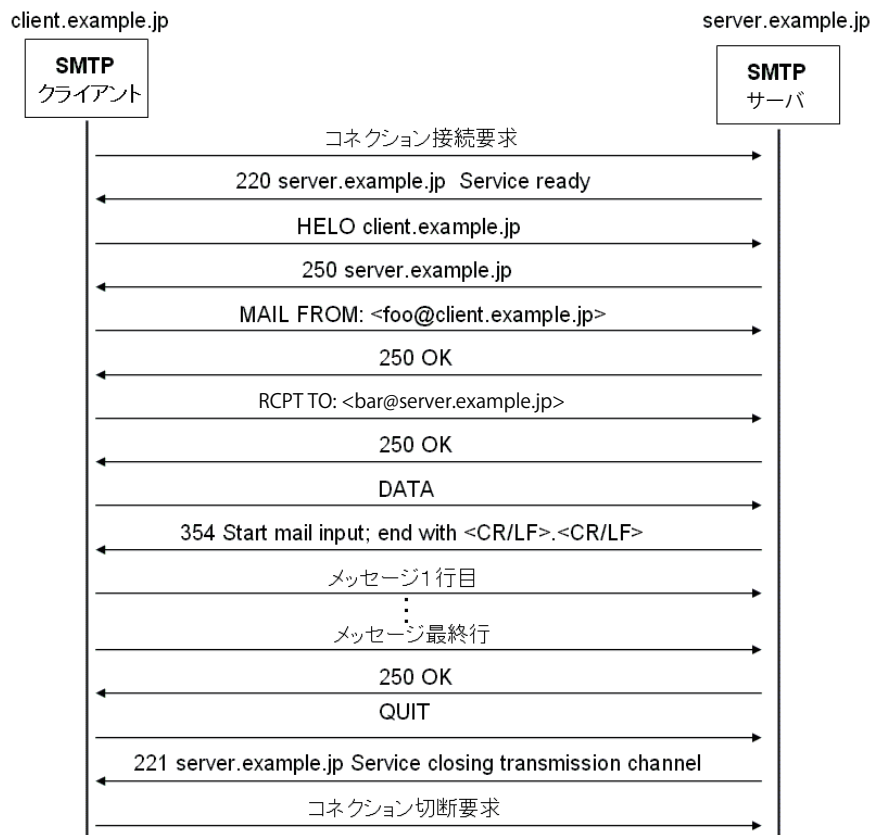 client.example.jp
server.example.jp
SMTP
クライアント
SMTP
サーバ
コネクション接続要求
220 server.example.jp Service ready
HELO client.example.jp
250 server.example.jp
MAIL FROM: <foo@client.example.jp>
250 OK
RCPT TO: <bar@server.example.jp>
250 OK
DATA
354 Start mail input; end with <CR/LF>.<CR/LF>
メッセージ1行目
メッセージ最終行
250 OK
QUIT
221 server.example.jp Service closing transmission channel
コネクション切断要求